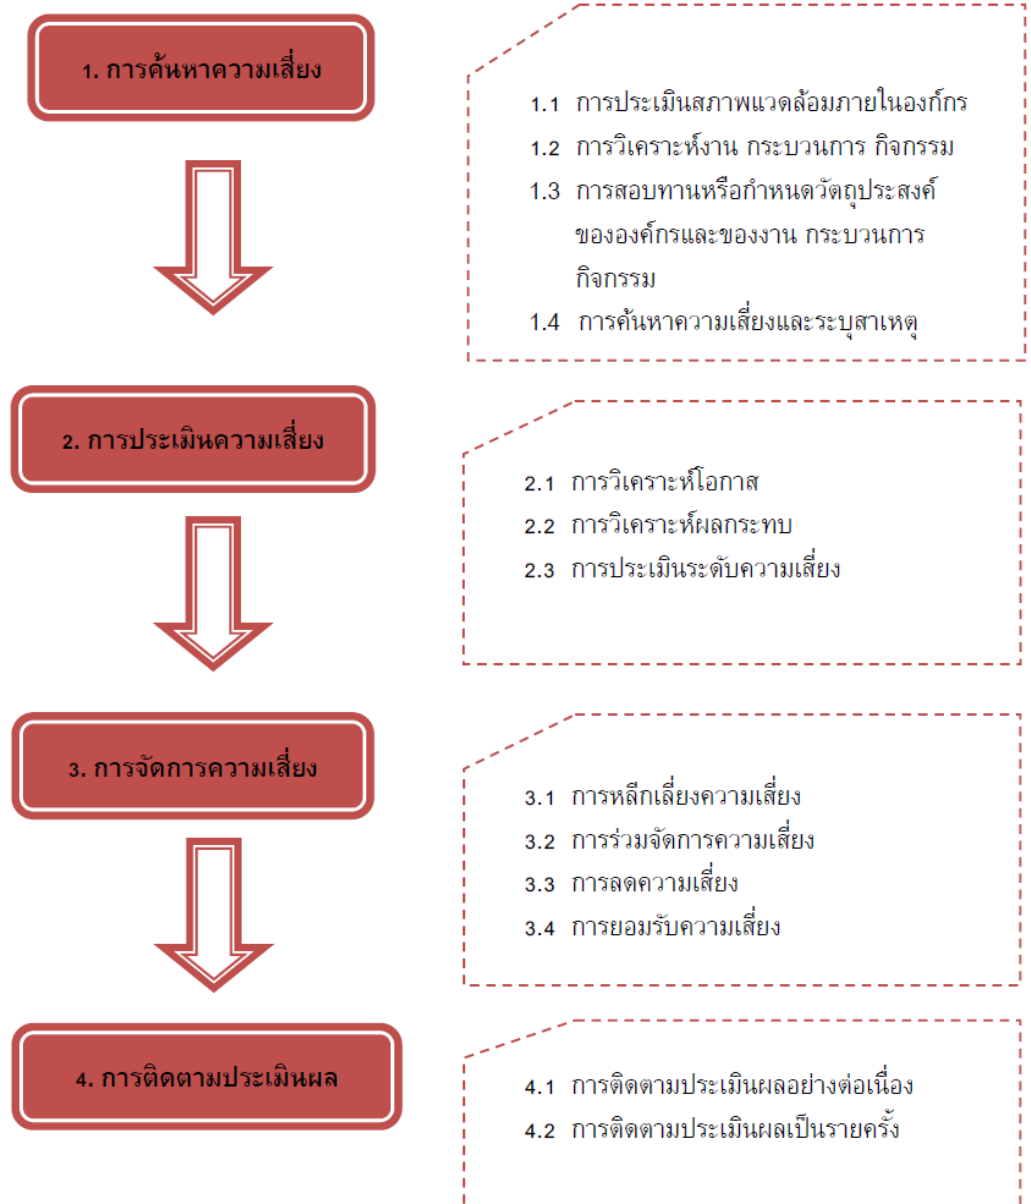 1. การค้นหาความเสี่ยง
1.1 การประเมินสภาพแวดล้อมภายในองก์กร
1.2 การวิเคราะห์งาน กระบวนการ กิจกรรม
1.3 การสอบทานหรือกำหนดวัตถุประสงค์
ขององค์กรและของงาน กระบวนการ
กิจกรรม
1.4 การค้นหาความเสี่ยงและระบุสาเหตุ
2. การประเมินความเสี่ยง
2.1 การวิเคราะห์โอกาส
2.2 การวิเคราะห์ผลกระทบ
2.3 การประเมินระดับความเสี่ยง
3. การจัดการความเสี่ยง
3.1 การหลีกเลี่ยงความเสี่ยง
3.2 การร่วมจัดการความเสี่ยง
3.3 การลดความเสี่ยง
3.4 การยอมรับความเสี่ยง
4. การติดตามประเมินผล
4.1 การติดตามประเมินผลอย่างต่อเนื่อง
4.2 การติดตามประเมินผลเป็นรายครั้ง